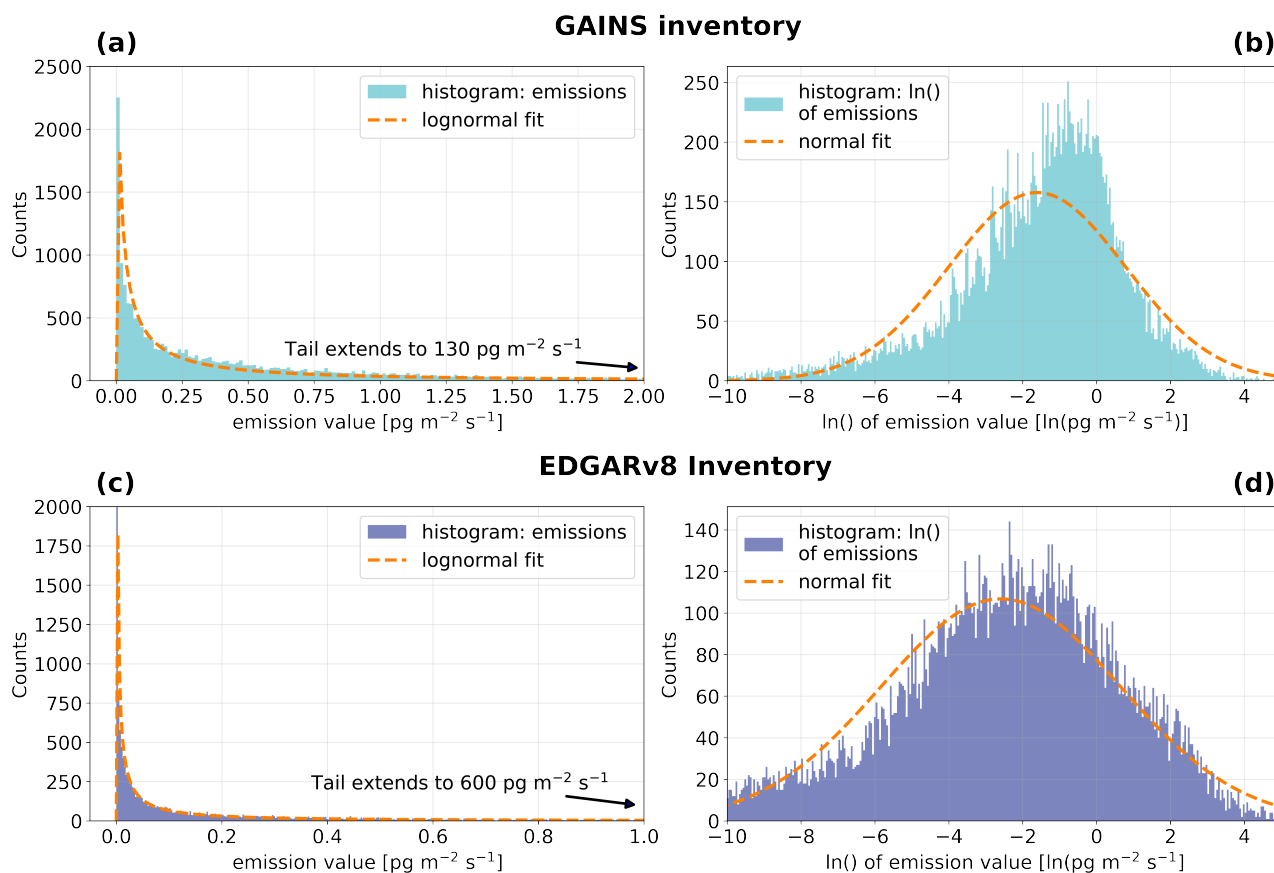 GAINS inventory
(a)
(b)
2500
2000
1500
1000
500
0
Counts
histogram: emissions
lognormal fit
Tail extends to 130 pg m⁻² s⁻¹
0.00 0.25 0.50 0.75 1.00 1.25 1.50 1.75 2.00
emission value [pg m⁻² s⁻¹]
250
200
150
100
50
0
Counts
histogram: ln()
of emissions
normal fit
−10 −8 −6 −4 −2 0 2 4
ln() of emission value [ln(pg m⁻² s⁻¹)]
EDGARv8 Inventory
(c)
(d)
2000
1750
1500
1250
1000
750
500
250
0
Counts
histogram: emissions
lognormal fit
Tail extends to 600 pg m⁻² s⁻¹
0.0 0.2 0.4 0.6 0.8 1.0
emission value [pg m⁻² s⁻¹]
140
120
100
80
60
40
20
0
Counts
histogram: ln()
of emissions
normal fit
−10 −8 −6 −4 −2 0 2 4
ln() of emission value [ln(pg m⁻² s⁻¹]